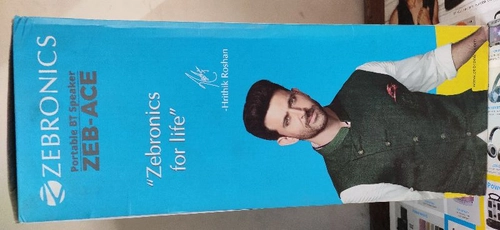 ZEBRONICS
Portable BT Speaker
ZEB-ACE
"Zebronics
for life"
-Hrithik Roshan